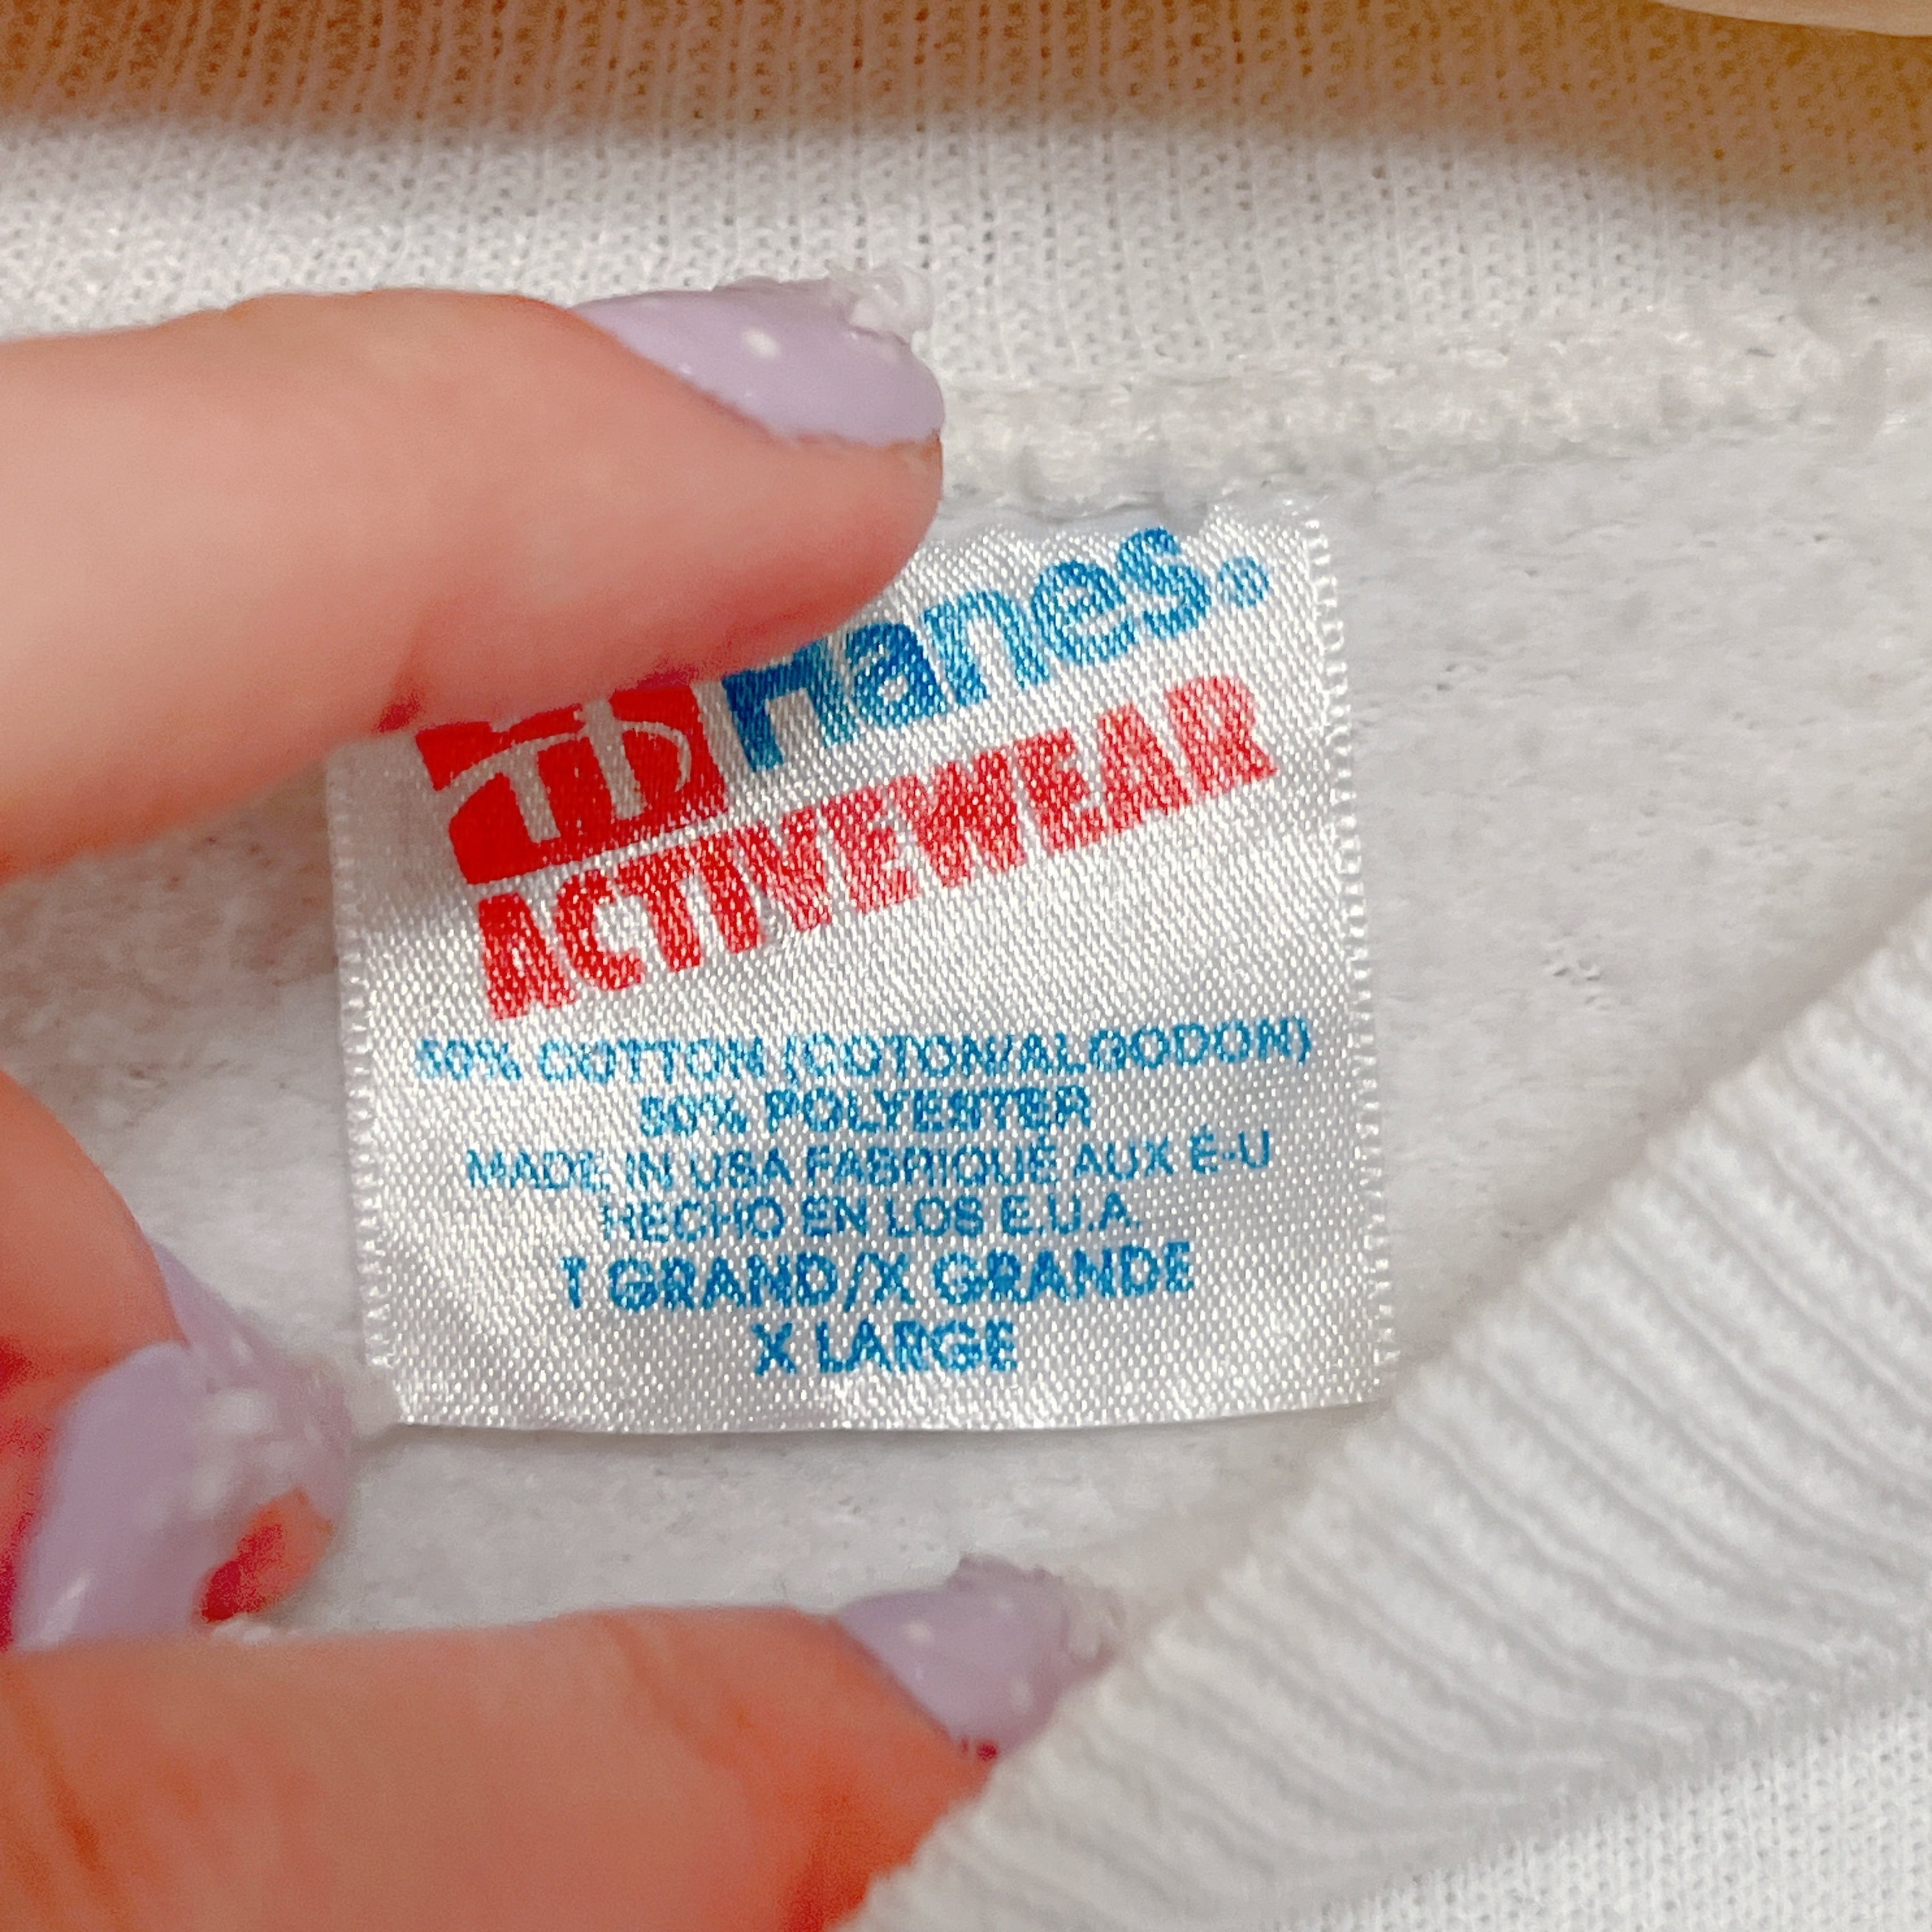 Hanes®
ACTIVEWEAR
50% COTTON (COTON/ALGODON)
50% POLYESTER
MADE IN USA FABRIQUÉ AUX É-U
HECHO EN LOS E.U.A.
T GRAND/X GRANDE
X LARGE